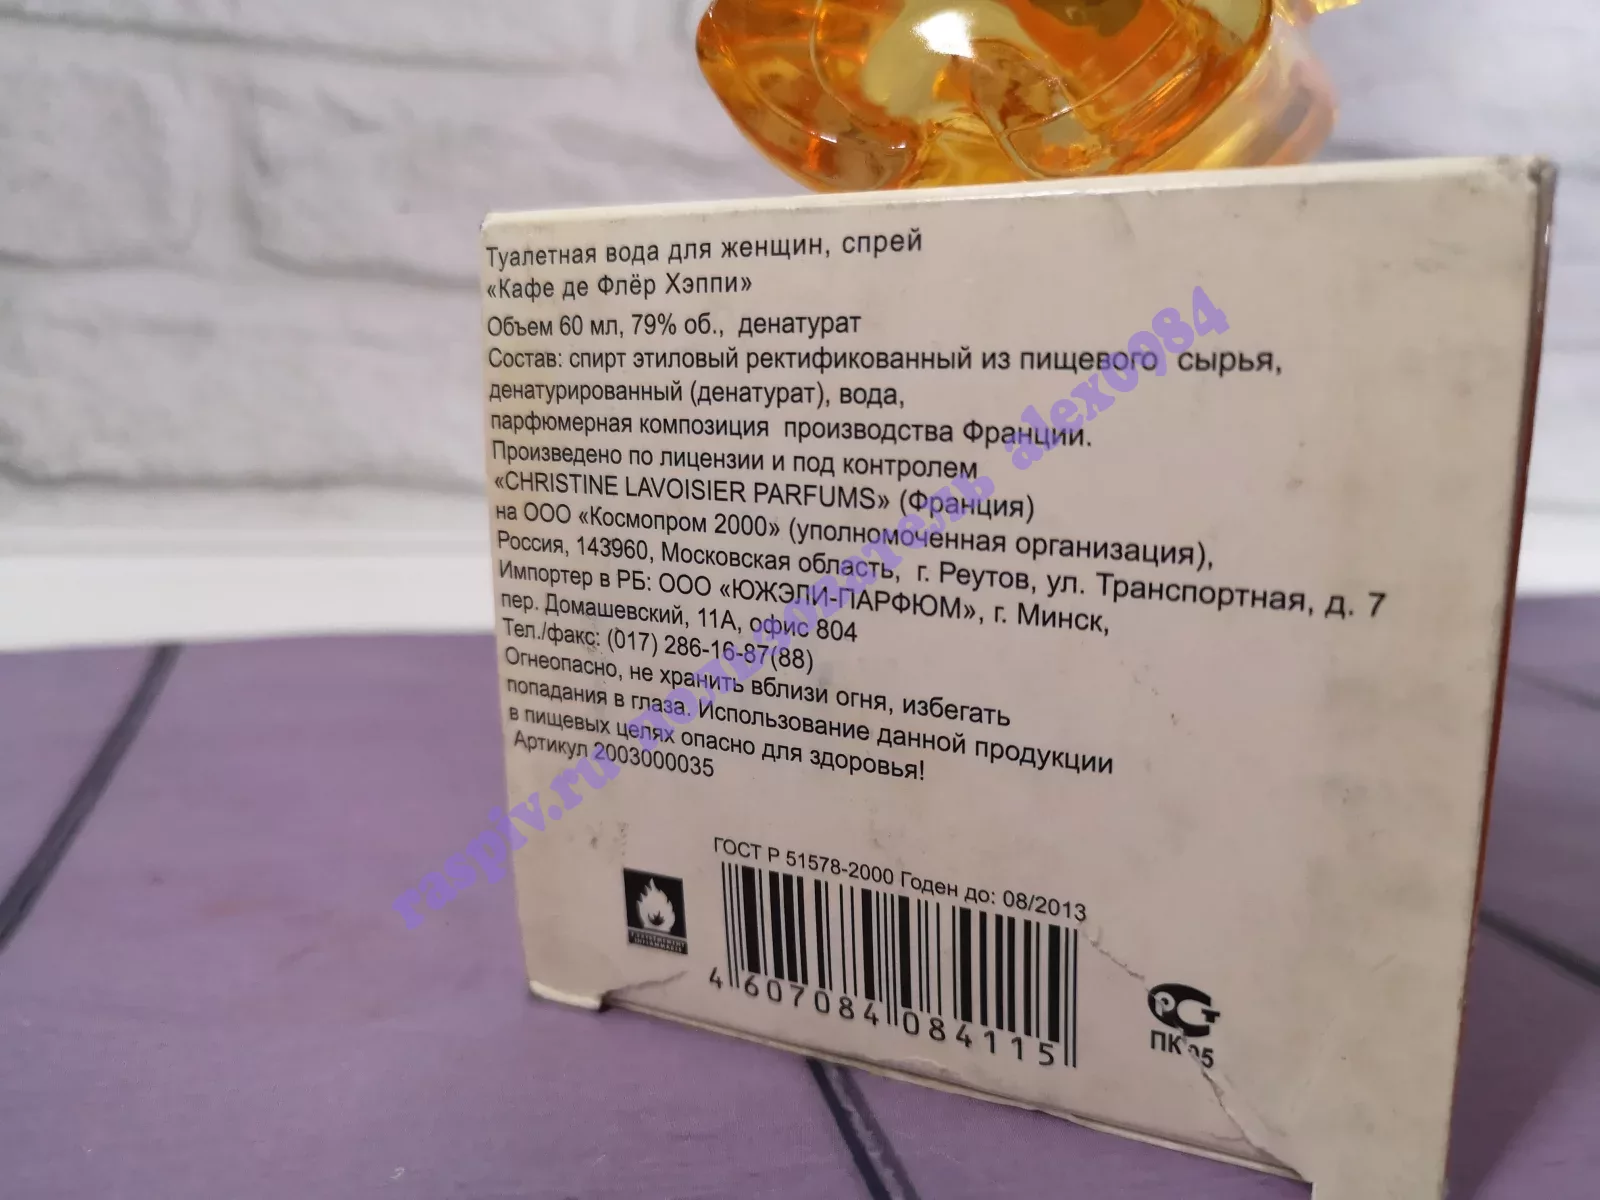 Туалетная вода для женщин, спрей
«Кафе де Флёр Хэппи»
Объем 60 мл, 79% об., денатурат
Состав: спирт этиловый ректификованный из пищевого сырья,
денатурированный (денатурат), вода,
парфюмерная композиция производства Франции.
Произведено по лицензии и под контролем
«CHRISTINE LAVOISIER PARFUMS» (Франция)
на ООО «Космопром 2000» (уполномоченная организация),
Россия, 143960, Московская область, г. Реутов, ул. Транспортная, д. 7
Импортер в РБ: ООО «ЮЖЭЛИ-ПАРФЮМ», г. Минск,
пер. Домашевский, 11А, офис 804
Тел./факс: (017) 286-16-87(88)
Огнеопасно, не хранить вблизи огня, избегать
попадания в глаза. Использование данной продукции
в пищевых целях опасно для здоровья!
Артикул 2003000035
ГОСТ Р 51578-2000 Годен до: 08/2013
4 607084 084115
РСТ
ПК
raspiv.ru пользователь alex0984